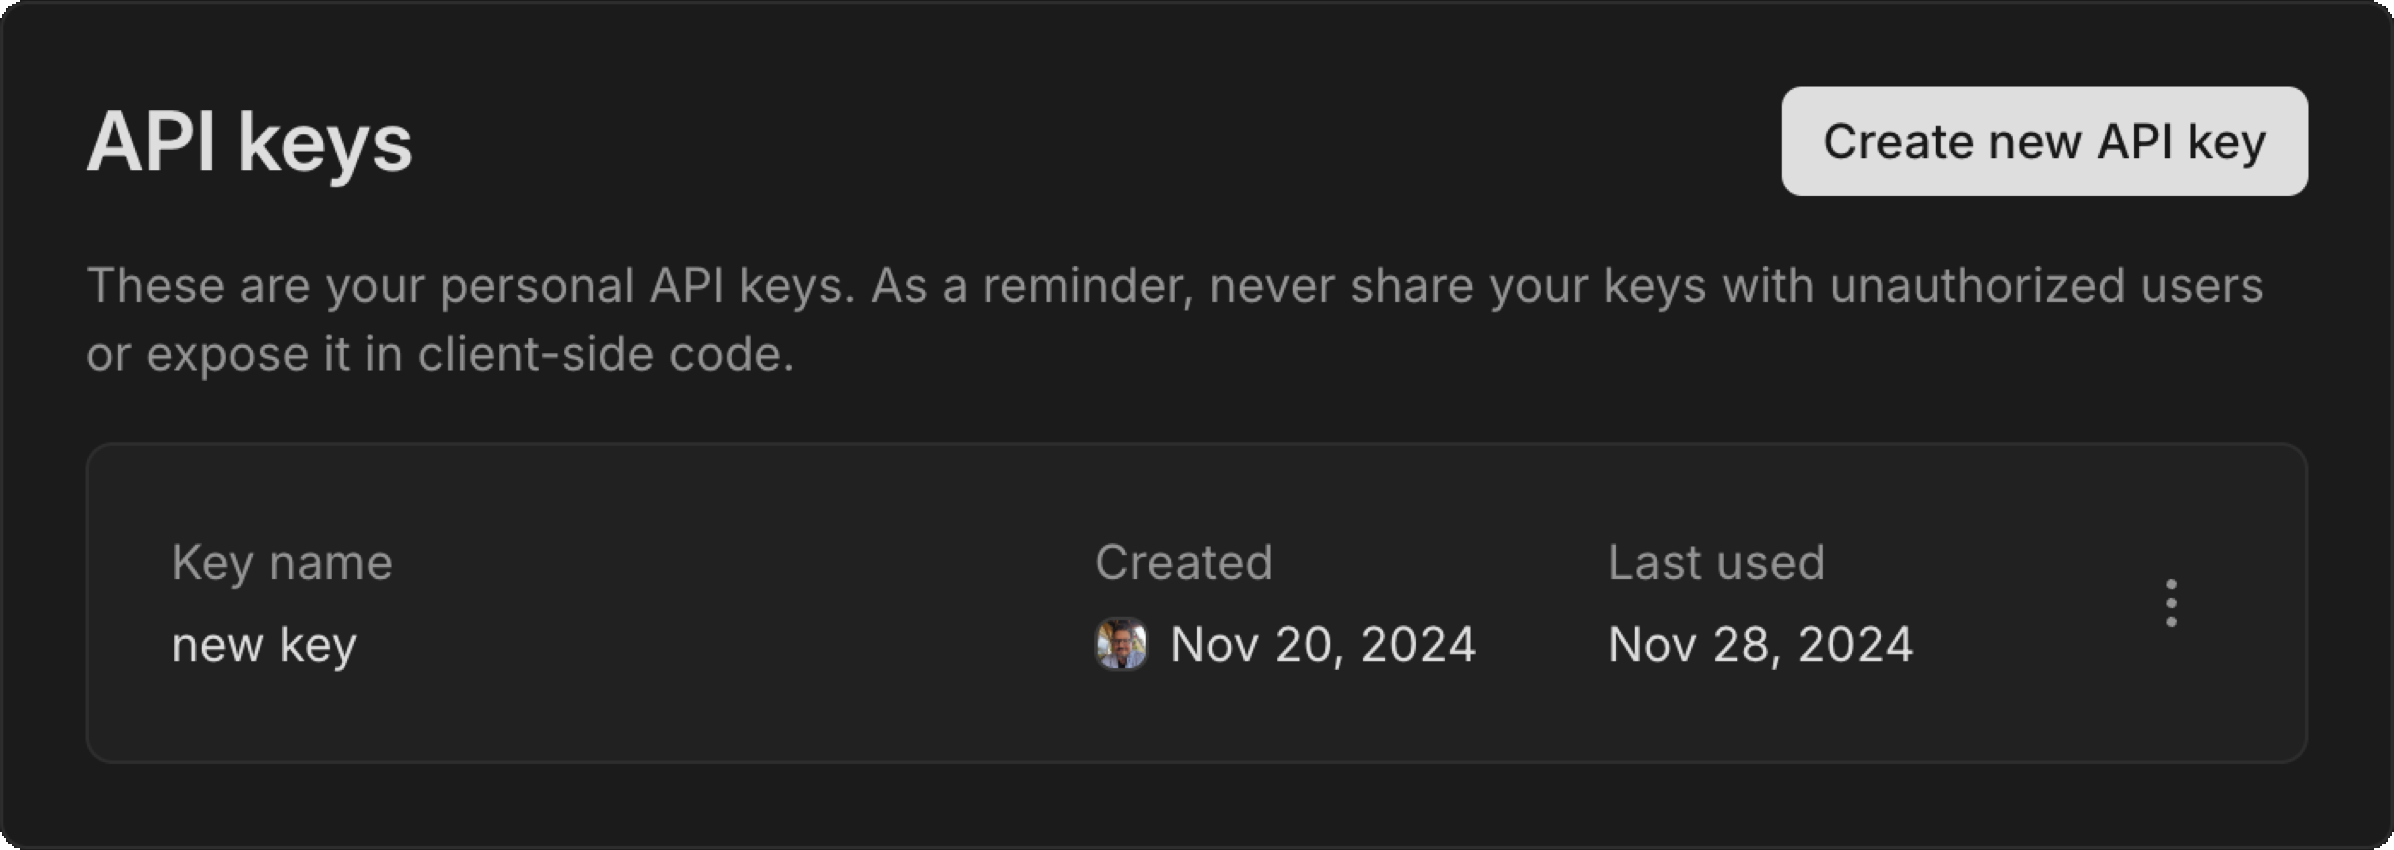 API keys
Create new API key
These are your personal API keys. As a reminder, never share your keys with unauthorized users
or expose it in client-side code.
Key name
Created
Last used
new key
Nov 20, 2024
Nov 28, 2024